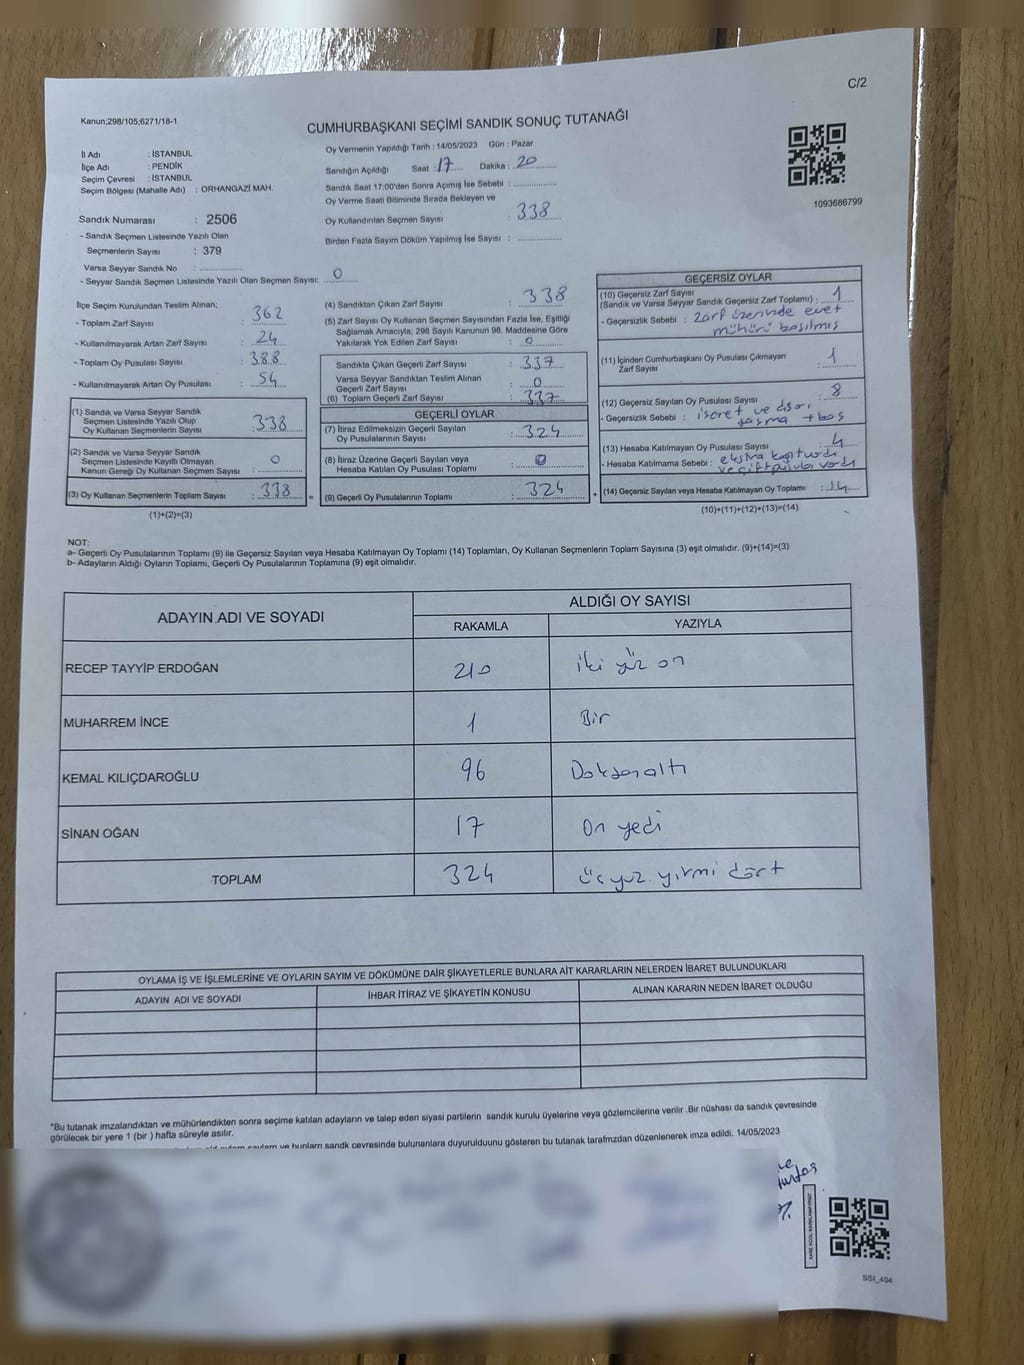 C/2
Kanun;298/105;6271/18-1
CUMHURBAŞKANI SEÇİMİ SANDIK SONUÇ TUTANAĞI
İl Adı : İSTANBUL
İlçe Adı : PENDİK
Seçim Çevresi : İSTANBUL
Seçim Bölgesi (Mahalle Adı) : ORHANGAZİ MAH.
Sandık Numarası : 2506
- Sandık Seçmen Listesinde Yazılı Olan
Seçmenlerin Sayısı : 379
Varsa Seyyar Sandık No :
- Seyyar Sandık Seçmen Listesinde Yazılı Olan Seçmen Sayısı: 0
Oy Vermenin Yapıldığı Tarih : 14/05/2023 Gün : Pazar
Sandığın Açıldığı Saat : 17 Dakika : 20
Sandık Saat 17:00'den Sonra Açımış İse Sebebi :
Oy Verme Saati Bitiminde Sırada Bekleyen ve
Oy Kullandırılan Seçmen Sayısı : 338
Birden Fazla Sayım Döküm Yapılmış İse Sayısı :
1093686799
İlçe Seçim Kurulundan Teslim Alınan;
- Toplam Zarf Sayısı : 362
- Kullanılmayarak Artan Zarf Sayısı : 24
- Toplam Oy Pusulası Sayısı : 388
- Kullanılmayarak Artan Oy Pusulası : 54
(1) Sandık ve Varsa Seyyar Sandık
Seçmen Listesinde Yazılı Olup
Oy Kullanan Seçmenlerin Sayısı : 338
(2) Sandık ve Varsa Seyyar Sandık
Seçmen Listesinde Kayıtlı Olmayan
Kanun Gereği Oy Kullanan Seçmen Sayısı : 0
(3) Oy Kullanan Seçmenlerin Toplam Sayısı : 338 =
(1)+(2)=(3)
(4) Sandıktan Çıkan Zarf Sayısı : 338
(5) Zarf Sayısı Oy Kullanan Seçmen Sayısından Fazla İse, Eşitliği
Sağlamak Amacıyla; 298 Sayılı Kanunun 98. Maddesine Göre
Yakılarak Yok Edilen Zarf Sayısı : 0
Sandıkta Çıkan Geçerli Zarf Sayısı : 337
Varsa Seyyar Sandıktan Teslim Alınan
Geçerli Zarf Sayısı : 0
(6) Toplam Geçerli Zarf Sayısı : 337
GEÇERLİ OYLAR
(7) İtiraz Edilmeksizin Geçerli Sayılan
Oy Pusulalarının Sayısı : 324
(8) İtiraz Üzerine Geçerli Sayılan veya
Hesaba Katılan Oy Pusulası Toplamı : 0
(9) Geçerli Oy Pusulalarının Toplamı : 324 +
GEÇERSİZ OYLAR
(10) Geçersiz Zarf Sayısı
(Sandık ve Varsa Seyyar Sandık Geçersiz Zarf Toplamı) : 1
- Geçersizlik Sebebi : zarf üzerinde evet
mühürü basılmış
(11) İçinden Cumhurbaşkanı Oy Pusulası Çıkmayan
Zarf Sayısı : 1
(12) Geçersiz Sayılan Oy Pusulası Sayısı : 8
- Geçersizlik Sebebi : işaret ve dışarı
taşma + boş
(13) Hesaba Katılmayan Oy Pusulası Sayısı : 4
- Hesaba Katılmama Sebebi :
(14) Geçersiz Sayılan veya Hesaba Katılmayan Oy Toplamı : 14
(10)+(11)+(12)+(13)=(14)
NOT:
a- Geçerli Oy Pusulalarının Toplamı (9) ile Geçersiz Sayılan veya Hesaba Katılmayan Oy Toplamı (14) Toplamları, Oy Kullanan Seçmenlerin Toplam Sayısına (3) eşit olmalıdır. (9)+(14)=(3)
b- Adayların Aldığı Oyların Toplamı, Geçerli Oy Pusulalarının Toplamına (9) eşit olmalıdır.
ADAYIN ADI VE SOYADI
ALDIĞI OY SAYISI
RAKAMLA YAZIYLA
RECEP TAYYİP ERDOĞAN 210 iki yüz on
MUHARREM İNCE 1 Bir
KEMAL KILIÇDAROĞLU 96 Doksanaltı
SİNAN OĞAN 17 On yedi
TOPLAM 324 üç yüz yirmi dört
OYLAMA İŞ VE İŞLEMLERİNE VE OYLARIN SAYIM VE DÖKÜMÜNE DAİR ŞİKAYETLERLE BUNLARA AİT KARARLARIN NELERDEN İBARET BULUNDUKLARI
ADAYIN ADI VE SOYADI İHBAR İTİRAZ VE ŞİKAYETİN KONUSU ALINAN KARARIN NEDEN İBARET OLDUĞU
*Bu tutanak imzalandıktan ve mühürlendikten sonra seçime katılan adayların ve talep eden siyasi partilerin sandık kurulu üyelerine veya gözlemcilerine verilir .Bir nüshası da sandık çevresinde
görülecek bir yere 1 (bir ) hafta süreyle asılır.
ve bunların sandk çevresinde bulunanlara duyurulduunu gösteren bu tutanak tarafmzdan düzenlenerek imza edildi. 14/05/2023
SSI_404